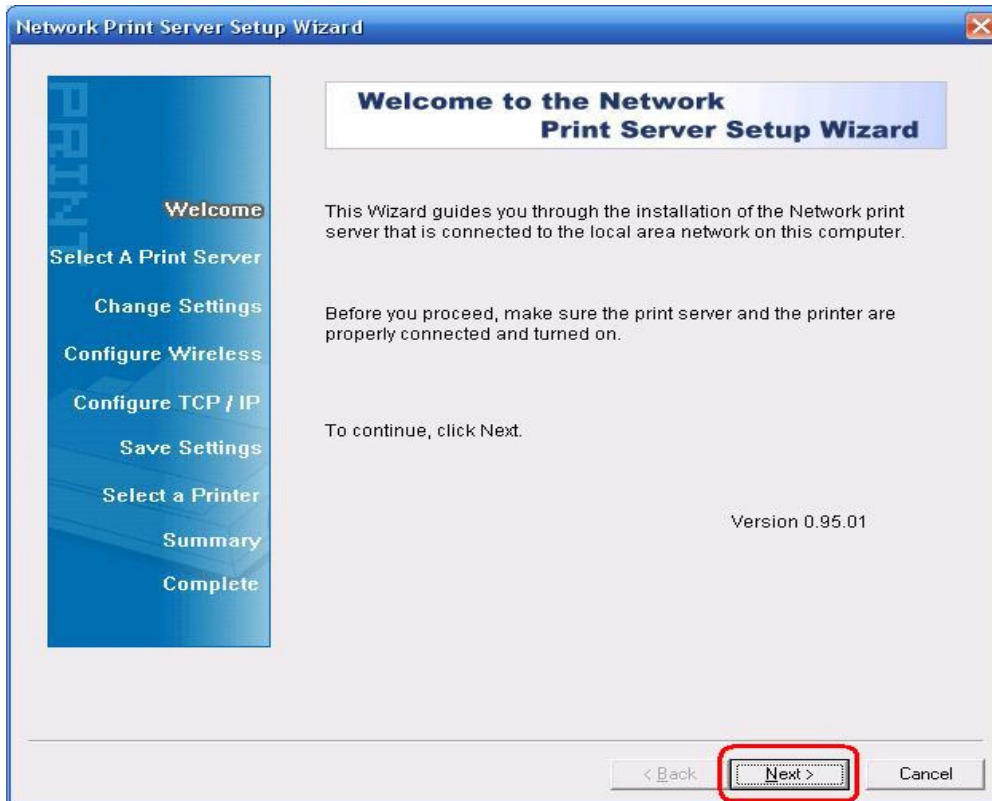 Network Print Server Setup Wizard
PRINT
Welcome
Select A Print Server
Change Settings
Configure Wireless
Configure TCP / IP
Save Settings
Select a Printer
Summary
Complete
Welcome to the Network
Print Server Setup Wizard
This Wizard guides you through the installation of the Network print
server that is connected to the local area network on this computer.
Before you proceed, make sure the print server and the printer are
properly connected and turned on.
To continue, click Next.
Version 0.95.01
< Back
Next >
Cancel